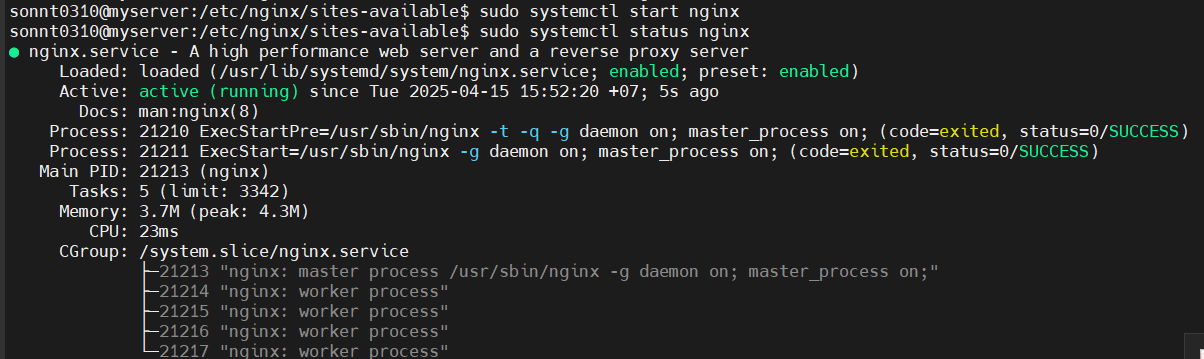 sonnt0310@myserver:/etc/nginx/sites-available$ sudo systemctl start nginx
sonnt0310@myserver:/etc/nginx/sites-available$ sudo systemctl status nginx
● nginx.service - A high performance web server and a reverse proxy server
     Loaded: loaded (/usr/lib/systemd/system/nginx.service; enabled; preset: enabled)
     Active: active (running) since Tue 2025-04-15 15:52:20 +07; 5s ago
       Docs: man:nginx(8)
    Process: 21210 ExecStartPre=/usr/sbin/nginx -t -q -g daemon on; master_process on; (code=exited, status=0/SUCCESS)
    Process: 21211 ExecStart=/usr/sbin/nginx -g daemon on; master_process on; (code=exited, status=0/SUCCESS)
   Main PID: 21213 (nginx)
      Tasks: 5 (limit: 3342)
     Memory: 3.7M (peak: 4.3M)
        CPU: 23ms
     CGroup: /system.slice/nginx.service
             ├─21213 "nginx: master process /usr/sbin/nginx -g daemon on; master_process on;"
             ├─21214 "nginx: worker process"
             ├─21215 "nginx: worker process"
             ├─21216 "nginx: worker process"
             └─21217 "nginx: worker process"